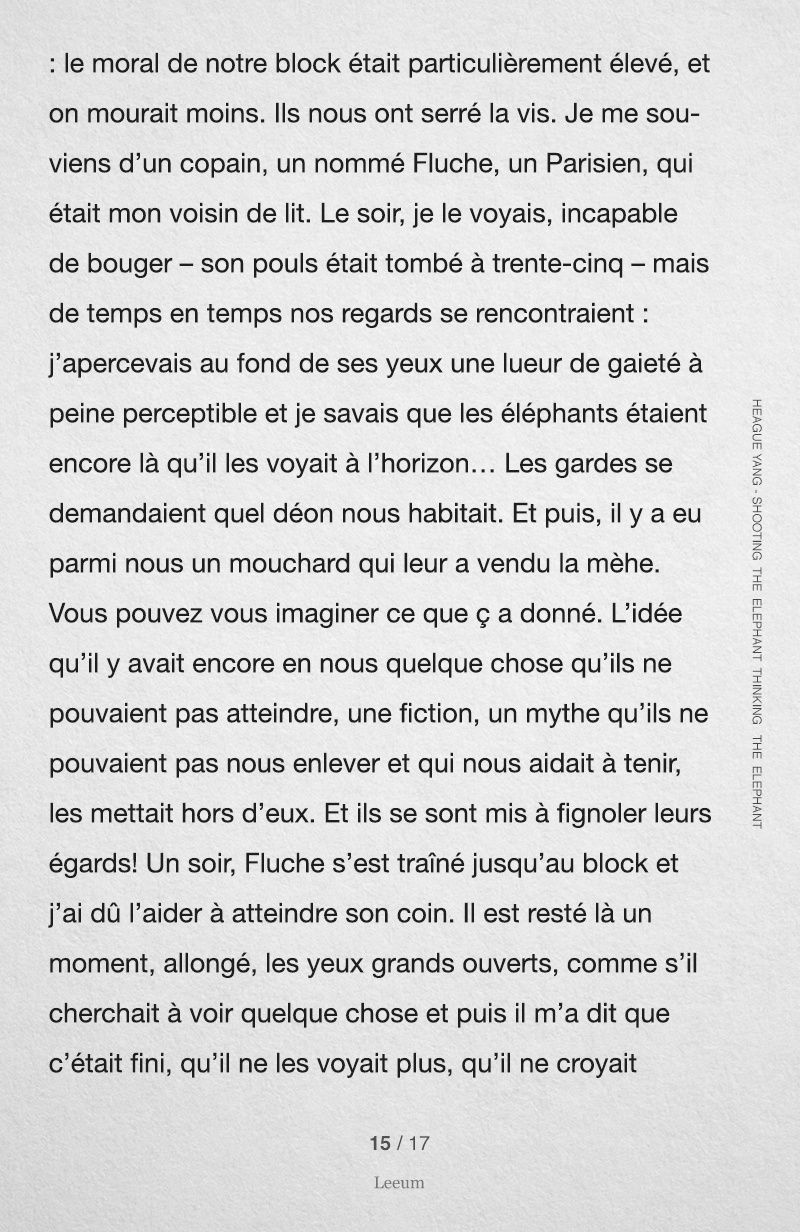 : le moral de notre block était particulièrement élevé, et
on mourait moins. Ils nous ont serré la vis. Je me sou-
viens d’un copain, un nommé Fluche, un Parisien, qui
était mon voisin de lit. Le soir, je le voyais, incapable
de bouger – son pouls était tombé à trente-cinq – mais
de temps en temps nos regards se rencontraient :
j’apercevais au fond de ses yeux une lueur de gaieté à
peine perceptible et je savais que les éléphants étaient
encore là qu’il les voyait à l’horizon… Les gardes se
demandaient quel déon nous habitait. Et puis, il y a eu
parmi nous un mouchard qui leur a vendu la mèhe.
Vous pouvez vous imaginer ce que ç a donné. L’idée
qu’il y avait encore en nous quelque chose qu’ils ne
pouvaient pas atteindre, une fiction, un mythe qu’ils ne
pouvaient pas nous enlever et qui nous aidait à tenir,
les mettait hors d’eux. Et ils se sont mis à fignoler leurs
égards! Un soir, Fluche s’est traîné jusqu’au block et
j’ai dû l’aider à atteindre son coin. Il est resté là un
moment, allongé, les yeux grands ouverts, comme s’il
cherchait à voir quelque chose et puis il m’a dit que
c’était fini, qu’il ne les voyait plus, qu’il ne croyait
HEAGUE YANG - SHOOTING THE ELEPHANT THINKING THE ELEPHANT
15 / 17
Leeum